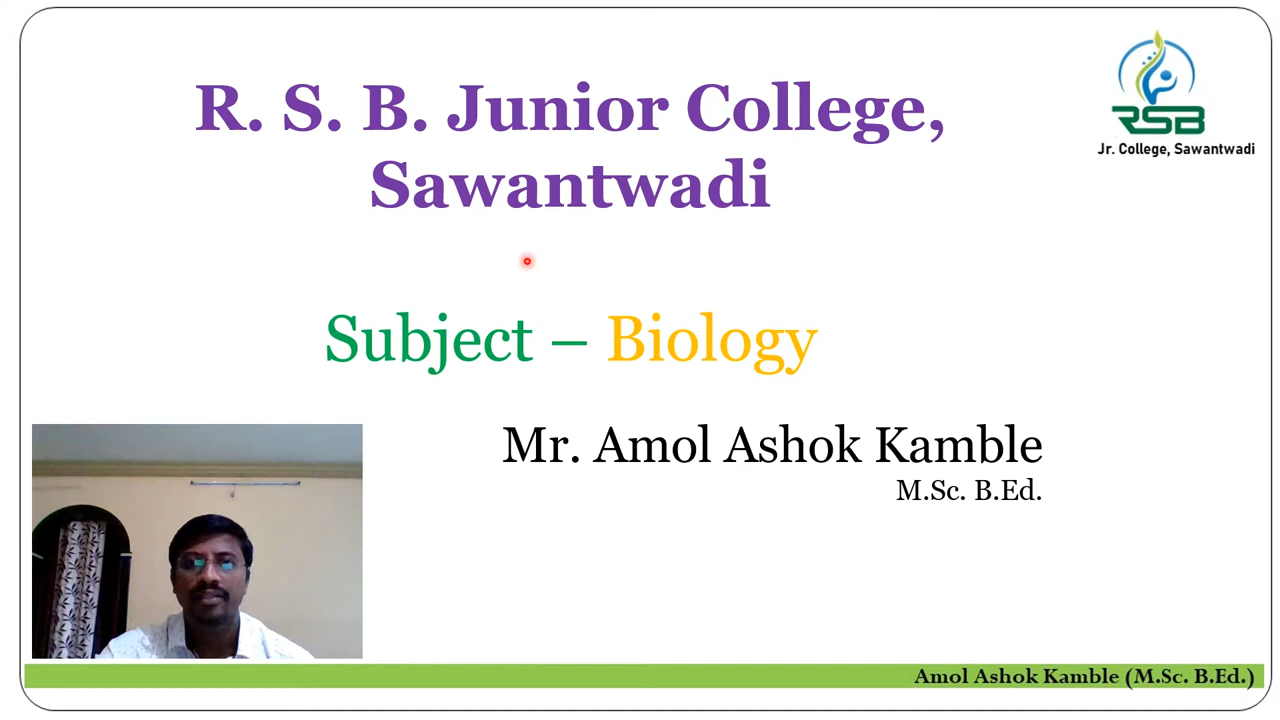 R. S. B. Junior College,
Sawantwadi
RSB
Jr. College, Sawantwadi
Subject – Biology
Mr. Amol Ashok Kamble
M.Sc. B.Ed.
Amol Ashok Kamble (M.Sc. B.Ed.)